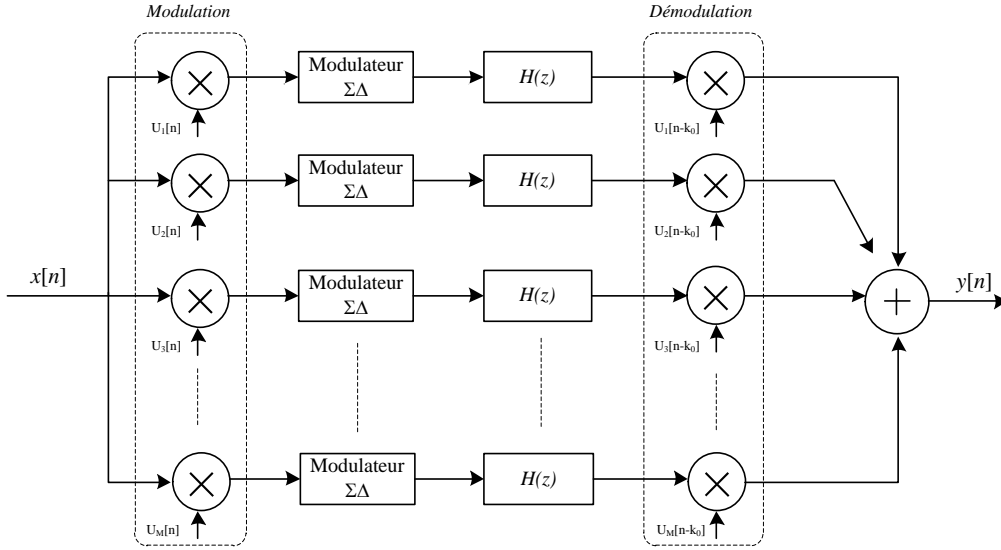 Modulation
Démodulation
Modulateur
ΣΔ
H(z)
U₁[n]
U₁[n-k₀]
Modulateur
ΣΔ
H(z)
U₂[n]
U₂[n-k₀]
x[n]
Modulateur
ΣΔ
H(z)
y[n]
U₃[n]
U₃[n-k₀]
Modulateur
ΣΔ
H(z)
U_M[n]
U_M[n-k₀]